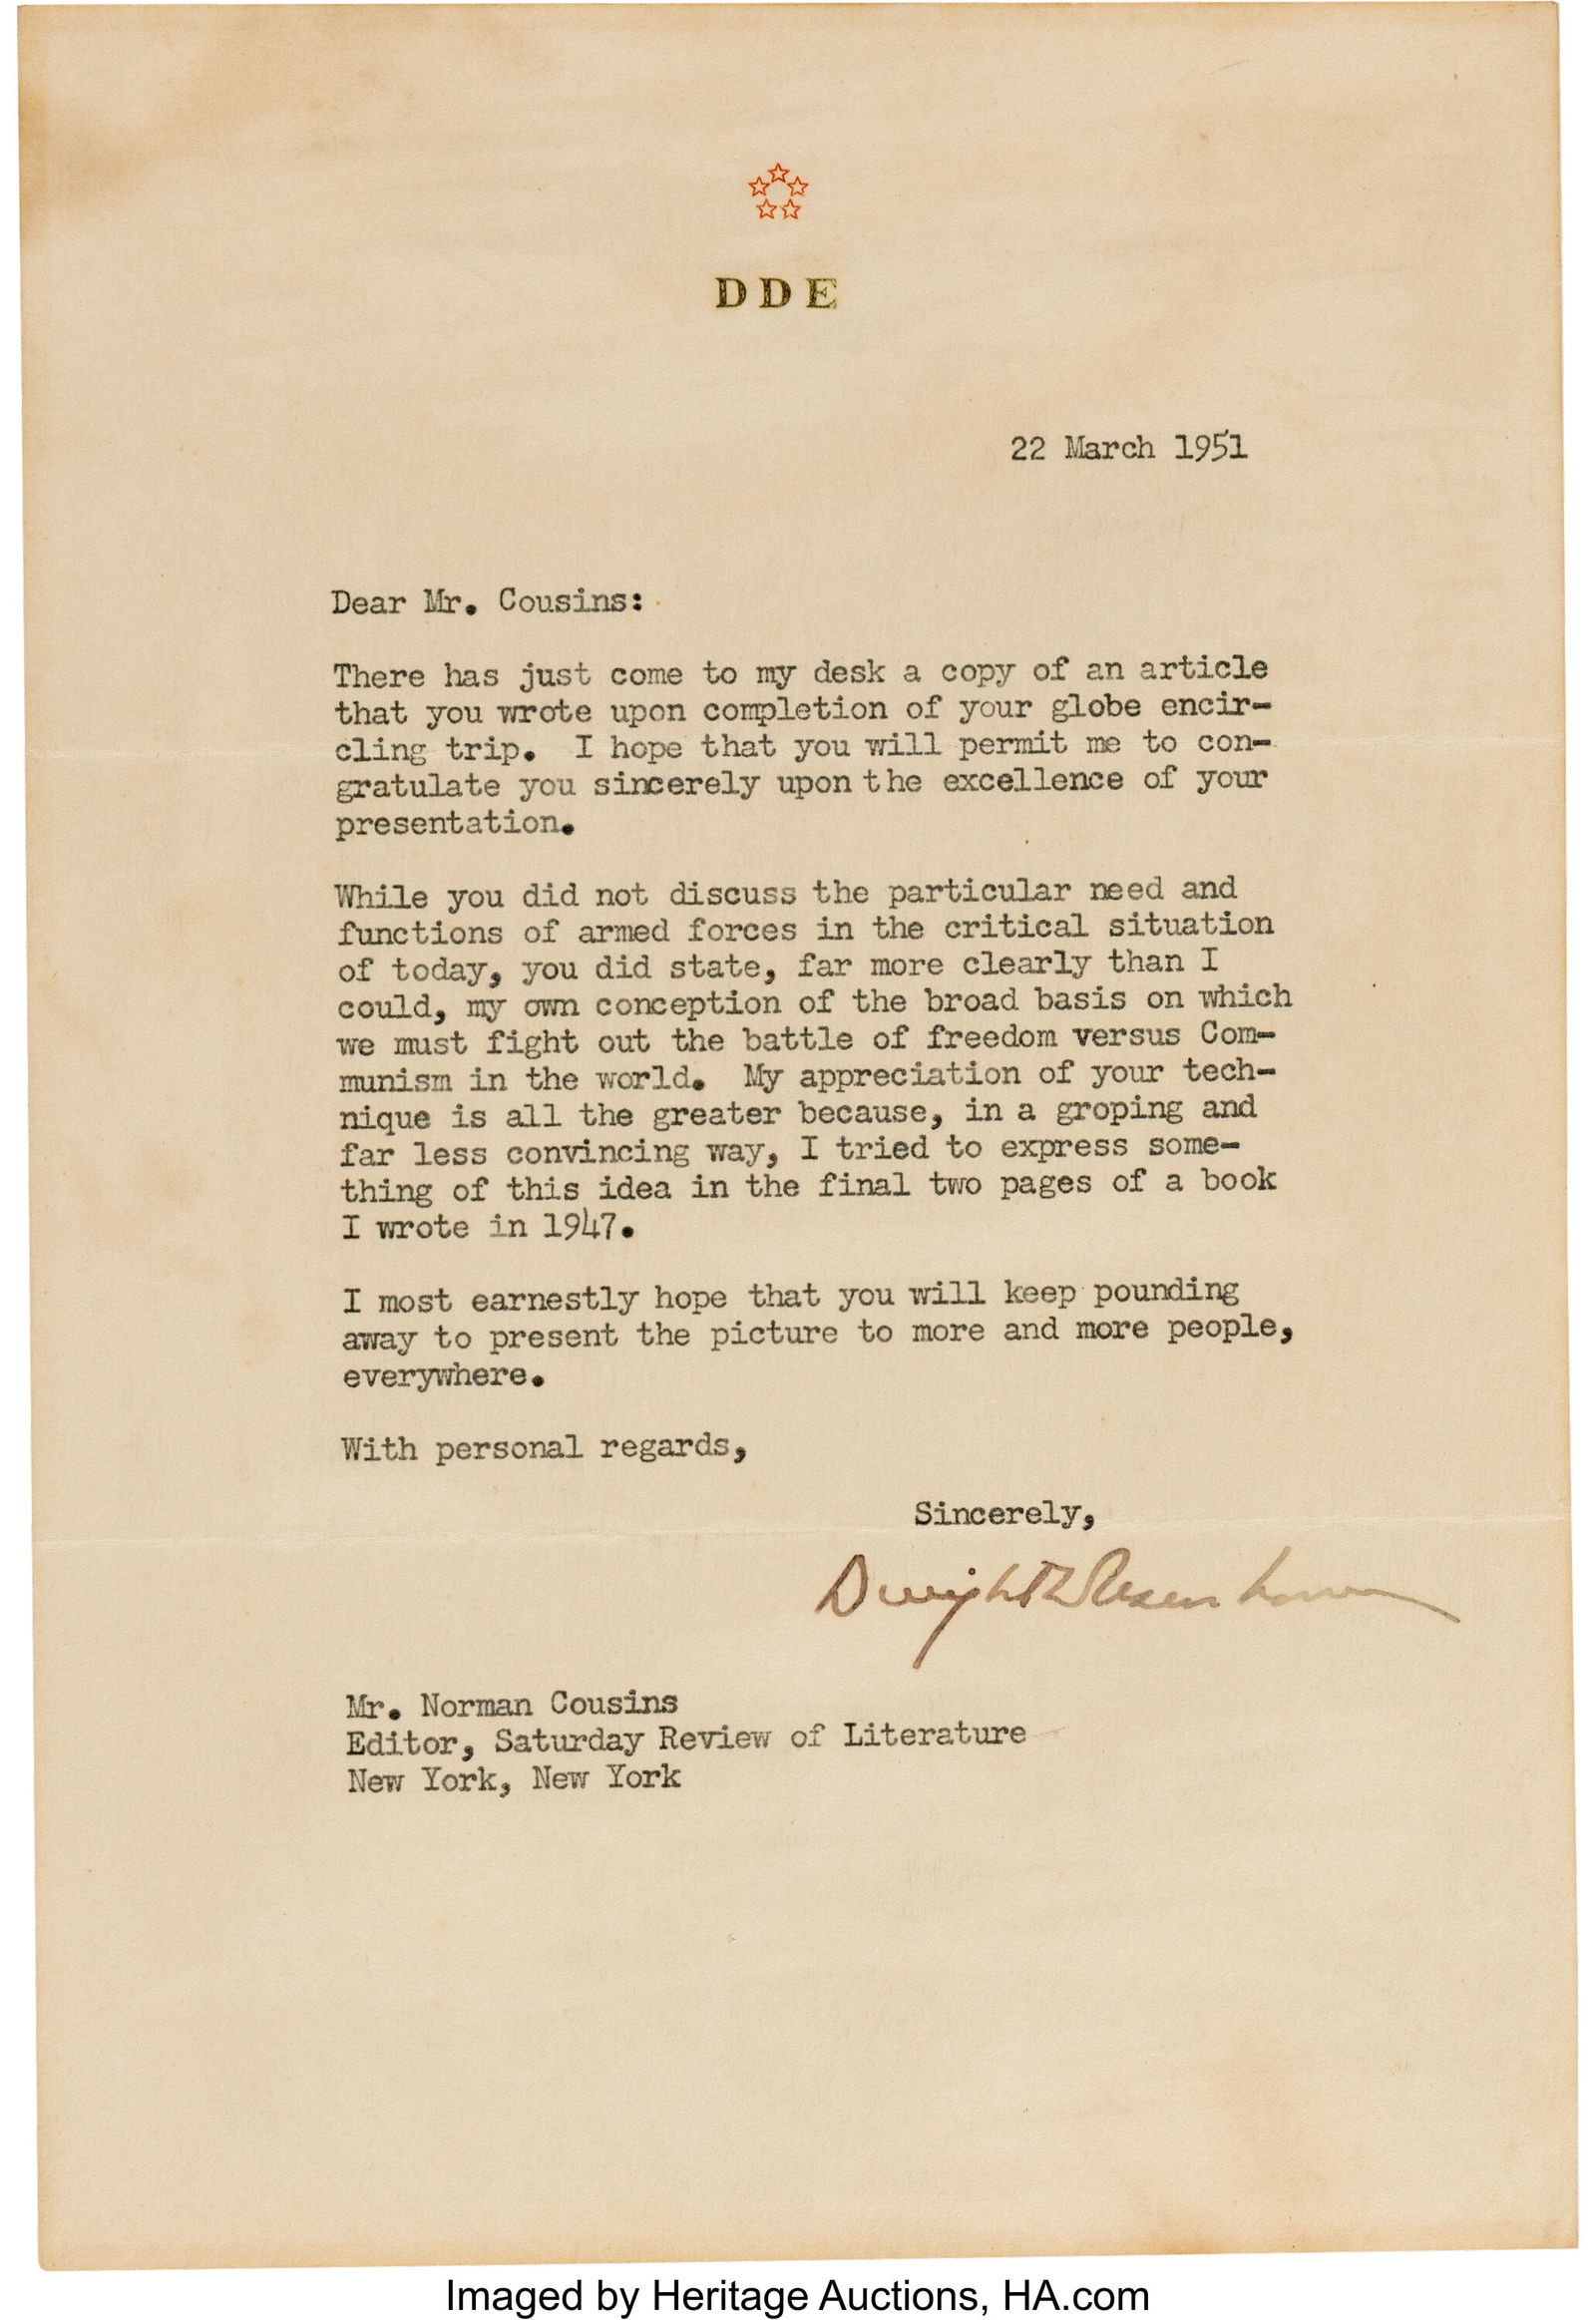 DDE
22 March 1951
Dear Mr. Cousins:
There has just come to my desk a copy of an article
that you wrote upon completion of your globe encir-
cling trip. I hope that you will permit me to con-
gratulate you sincerely upon the excellence of your
presentation.
While you did not discuss the particular need and
functions of armed forces in the critical situation
of today, you did state, far more clearly than I
could, my own conception of the broad basis on which
we must fight out the battle of freedom versus Com-
munism in the world. My appreciation of your tech-
nique is all the greater because, in a groping and
far less convincing way, I tried to express some-
thing of this idea in the final two pages of a book
I wrote in 1947.
I most earnestly hope that you will keep pounding
away to present the picture to more and more people,
everywhere.
With personal regards,
Sincerely,
Dwight D Eisenhower
Mr. Norman Cousins
Editor, Saturday Review of Literature
New York, New York
Imaged by Heritage Auctions, HA.com